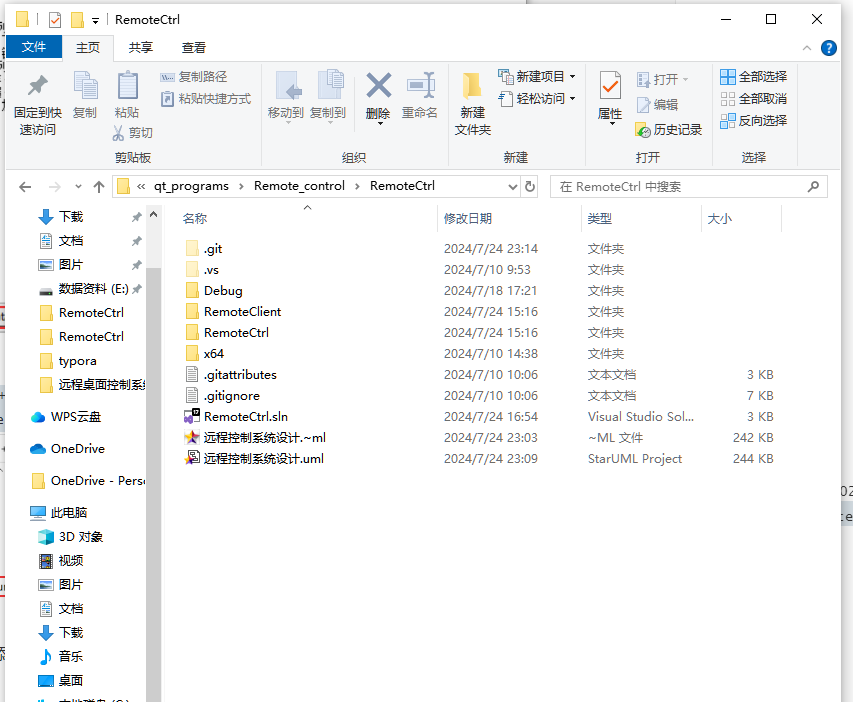 RemoteCtrl
文件 主页 共享 查看
固定到快速访问
复制
粘贴
复制路径
粘贴快捷方式
剪切
剪贴板
移动到
复制到
删除
重命名
组织
新建文件夹
新建项目
轻松访问
新建
属性
打开
编辑
历史记录
打开
全部选择
全部取消
反向选择
选择
« qt_programs > Remote_control > RemoteCtrl
在 RemoteCtrl 中搜索
下载
文档
图片
数据资料 (E:)
RemoteCtrl
RemoteCtrl
typora
远程桌面控制系
WPS云盘
OneDrive
OneDrive - Pers
此电脑
3D 对象
视频
图片
文档
下载
音乐
桌面
名称 修改日期 类型 大小
.git 2024/7/24 23:14 文件夹
.vs 2024/7/10 9:53 文件夹
Debug 2024/7/18 17:21 文件夹
RemoteClient 2024/7/24 15:16 文件夹
RemoteCtrl 2024/7/24 15:16 文件夹
x64 2024/7/10 14:38 文件夹
.gitattributes 2024/7/10 10:06 文本文档 3 KB
.gitignore 2024/7/10 10:06 文本文档 7 KB
RemoteCtrl.sln 2024/7/24 16:54 Visual Studio Sol... 3 KB
远程控制系统设计.~ml 2024/7/24 23:03 ~ML 文件 242 KB
远程控制系统设计.uml 2024/7/24 23:09 StarUML Project 244 KB